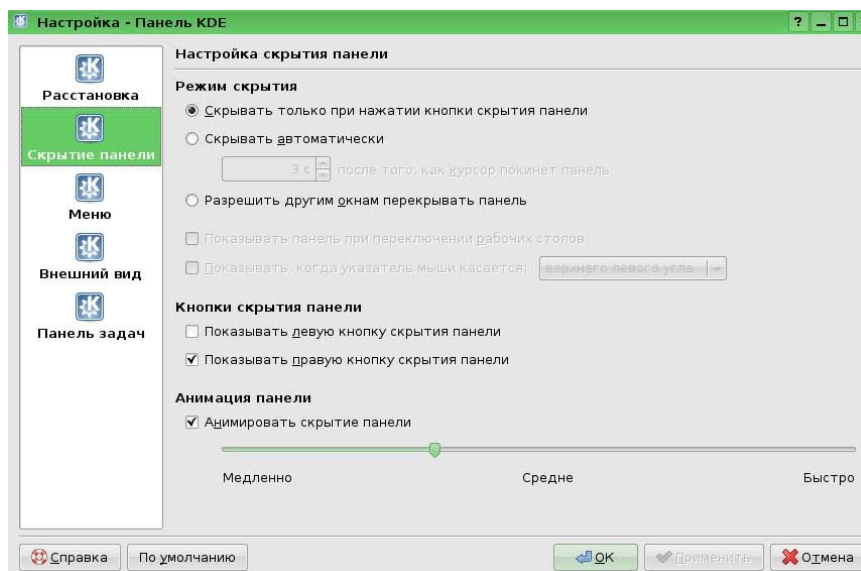 Настройка - Панель KDE
Расстановка
Скрытие панели
Меню
Внешний вид
Панель задач
Настройка скрытия панели
Режим скрытия
Скрывать только при нажатии кнопки скрытия панели
Скрывать автоматически
3 с после того, как курсор покинет панель
Разрешить другим окнам перекрывать панель
Показывать панель при переключении рабочих столов
Показывать, когда указатель мыши касается: верхнего левого угла
Кнопки скрытия панели
Показывать левую кнопку скрытия панели
Показывать правую кнопку скрытия панели
Анимация панели
Анимировать скрытие панели
Медленно Средне Быстро
Справка По умолчанию OK Применить Отмена